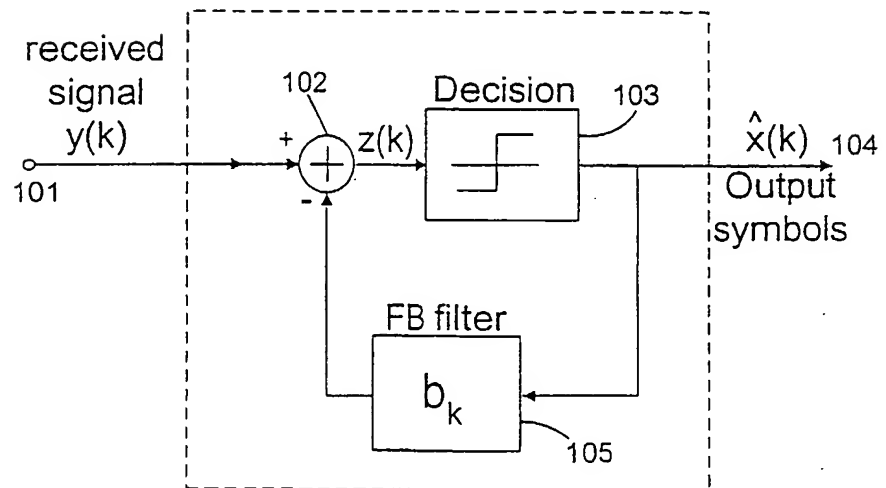 received
signal
y(k)
101
102
+
-
z(k)
Decision
103
x̂(k)
104
Output
symbols
FB filter
b_k
105